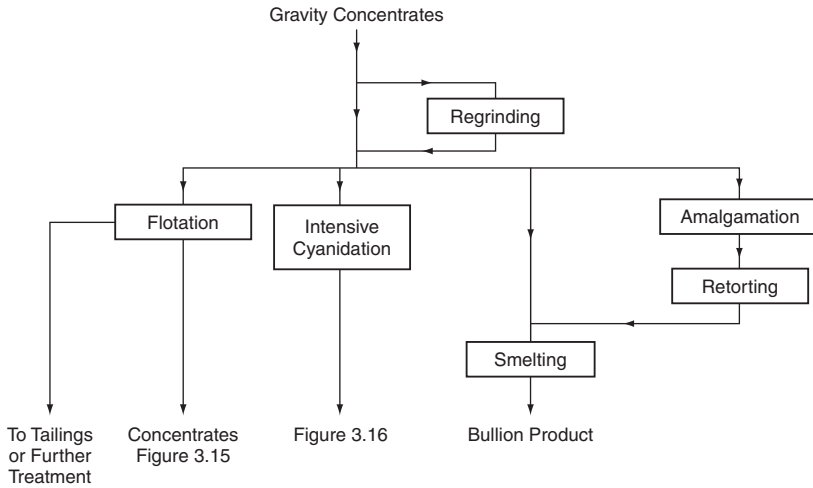 Gravity Concentrates
Regrinding
Flotation
Intensive
Cyanidation
Amalgamation
Retorting
Smelting
To Tailings
or Further
Treatment
Concentrates
Figure 3.15
Figure 3.16
Bullion Product